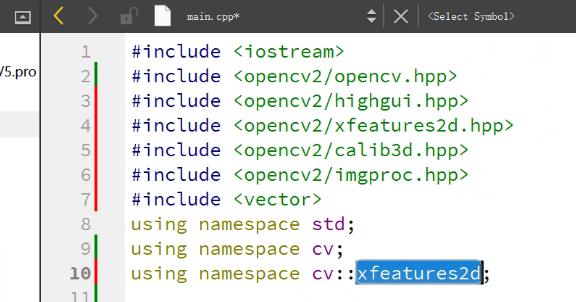 main.cpp*
<Select Symbol>
/5.pro
1 #include <iostream>
2 #include <opencv2/opencv.hpp>
3 #include <opencv2/highgui.hpp>
4 #include <opencv2/xfeatures2d.hpp>
5 #include <opencv2/calib3d.hpp>
6 #include <opencv2/imgproc.hpp>
7 #include <vector>
8 using namespace std;
9 using namespace cv;
10 using namespace cv::xfeatures2d;
11